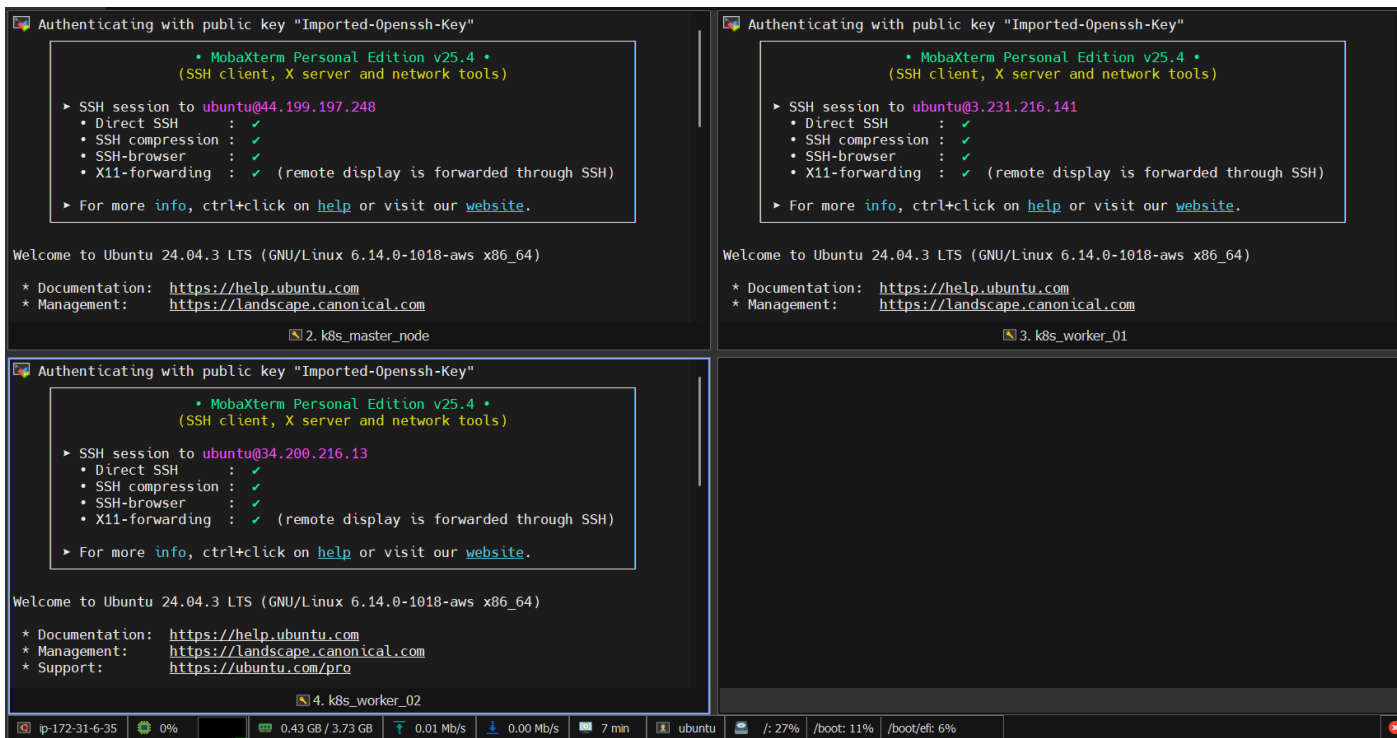 Authenticating with public key "Imported-Openssh-Key"
• MobaXterm Personal Edition v25.4 •
(SSH client, X server and network tools)
➤ SSH session to ubuntu@44.199.197.248
• Direct SSH : ✔
• SSH compression : ✔
• SSH-browser : ✔
• X11-forwarding : ✔ (remote display is forwarded through SSH)
➤ For more info, ctrl+click on help or visit our website.
Welcome to Ubuntu 24.04.3 LTS (GNU/Linux 6.14.0-1018-aws x86_64)
* Documentation: https://help.ubuntu.com
* Management: https://landscape.canonical.com
2. k8s_master_node
Authenticating with public key "Imported-Openssh-Key"
• MobaXterm Personal Edition v25.4 •
(SSH client, X server and network tools)
➤ SSH session to ubuntu@3.231.216.141
• Direct SSH : ✔
• SSH compression : ✔
• SSH-browser : ✔
• X11-forwarding : ✔ (remote display is forwarded through SSH)
➤ For more info, ctrl+click on help or visit our website.
Welcome to Ubuntu 24.04.3 LTS (GNU/Linux 6.14.0-1018-aws x86_64)
* Documentation: https://help.ubuntu.com
* Management: https://landscape.canonical.com
3. k8s_worker_01
Authenticating with public key "Imported-Openssh-Key"
• MobaXterm Personal Edition v25.4 •
(SSH client, X server and network tools)
➤ SSH session to ubuntu@34.200.216.13
• Direct SSH : ✔
• SSH compression : ✔
• SSH-browser : ✔
• X11-forwarding : ✔ (remote display is forwarded through SSH)
➤ For more info, ctrl+click on help or visit our website.
Welcome to Ubuntu 24.04.3 LTS (GNU/Linux 6.14.0-1018-aws x86_64)
* Documentation: https://help.ubuntu.com
* Management: https://landscape.canonical.com
* Support: https://ubuntu.com/pro
4. k8s_worker_02
ip-172-31-6-35 0% 0.43 GB / 3.73 GB 0.01 Mb/s 0.00 Mb/s 7 min ubuntu /: 27% /boot: 11% /boot/efi: 6%